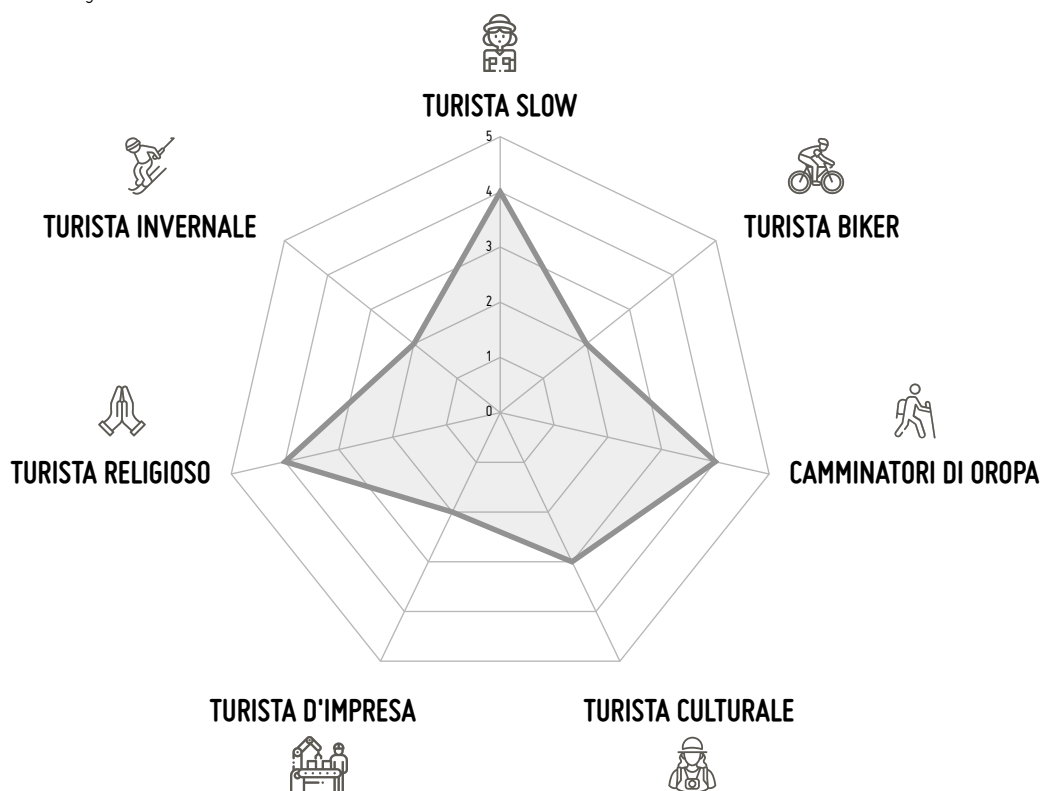 TURISTA SLOW
TURISTA INVERNALE
TURISTA BIKER
5
4
3
2
1
0
TURISTA RELIGIOSO
CAMMINATORI DI OROPA
TURISTA D'IMPRESA
TURISTA CULTURALE